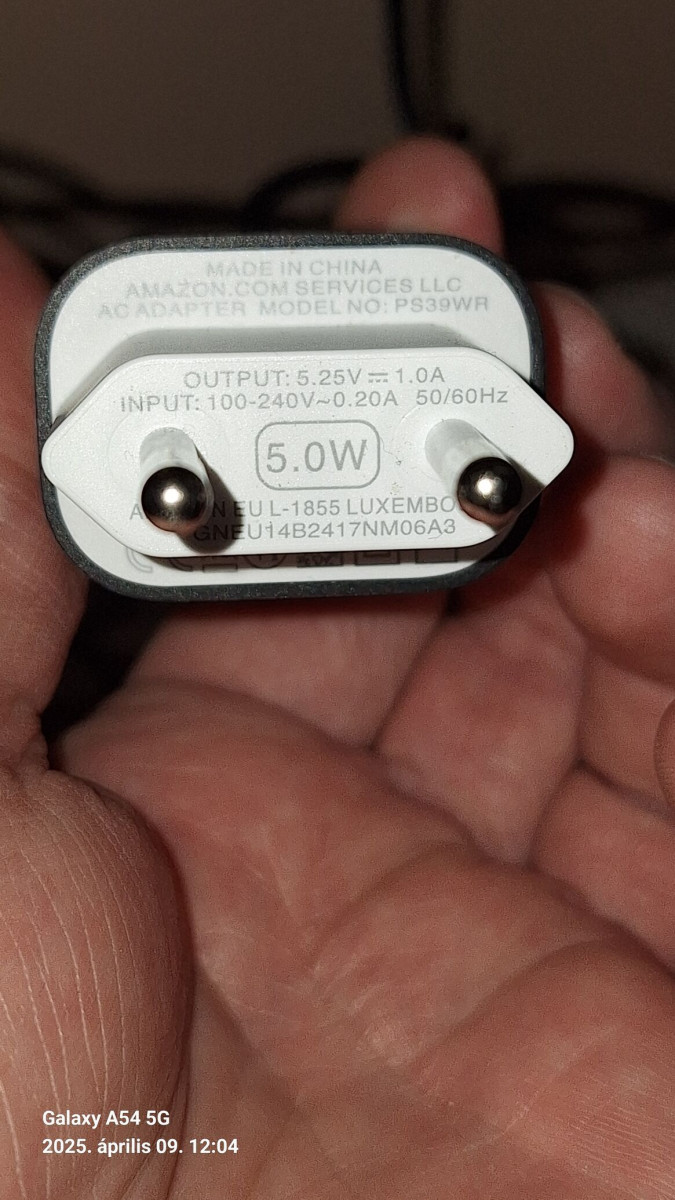 MADE IN CHINA
AMAZON.COM SERVICES LLC
AC ADAPTER MODEL NO: PS39WR
OUTPUT: 5.25V ⎓ 1.0A
INPUT: 100-240V~0.20A 50/60Hz
5.0W
EU L-1855
GNEU14B2417NM06A3
Galaxy A54 5G
2025. április 09. 12:04